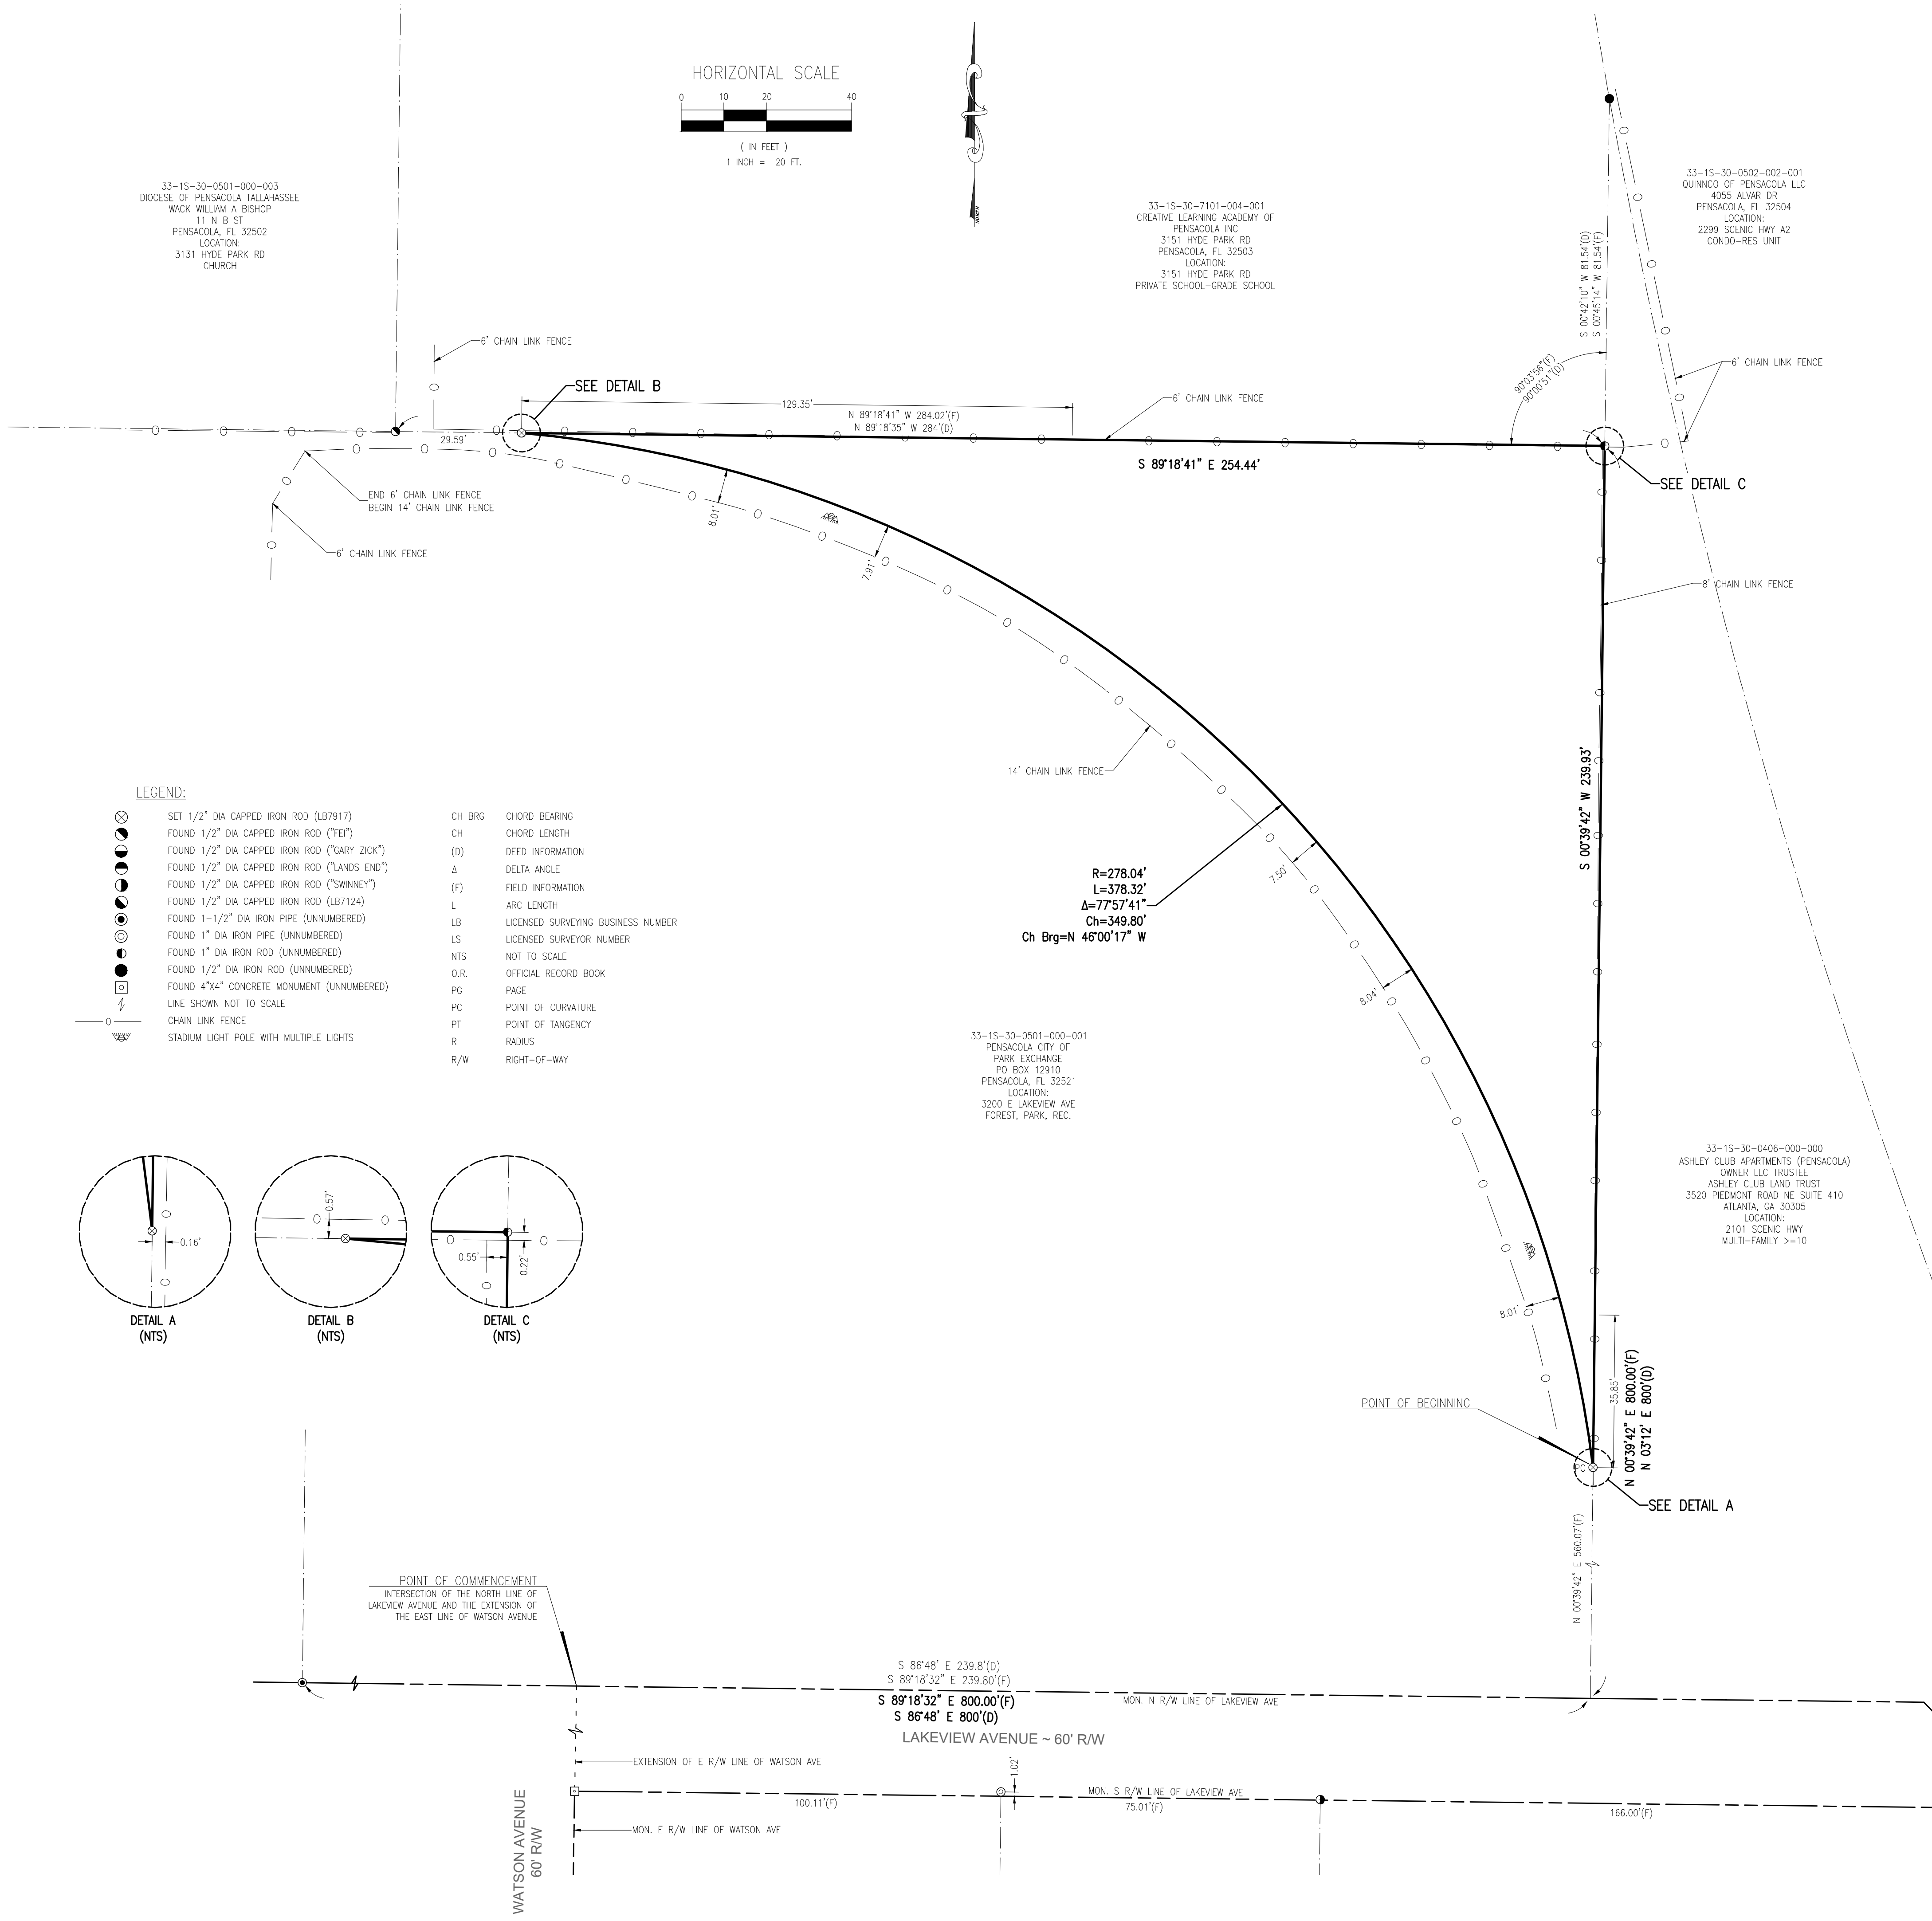 HORIZONTAL SCALE
0 10 20 40
( IN FEET )
1 INCH = 20 FT.
NORTH
33-1S-30-0501-000-003
DIOCESE OF PENSACOLA TALLAHASSEE
WACK WILLIAM A BISHOP
11 N B ST
PENSACOLA, FL 32502
LOCATION:
3131 HYDE PARK RD
CHURCH
33-1S-30-7101-004-001
CREATIVE LEARNING ACADEMY OF
PENSACOLA INC
3151 HYDE PARK RD
PENSACOLA, FL 32503
LOCATION:
3151 HYDE PARK RD
PRIVATE SCHOOL-GRADE SCHOOL
33-1S-30-0502-002-001
QUINNCO OF PENSACOLA LLC
4055 ALVAR DR
PENSACOLA, FL 32504
LOCATION:
2299 SCENIC HWY A2
CONDO-RES UNIT
S 00°42'10" W 81.54'(D)
S 00°45'14" W 81.54'(F)
90°03'56"(F)
90°00'51"(D)
6' CHAIN LINK FENCE
SEE DETAIL B
129.35'
N 89°18'41" W 284.02'(F)
N 89°18'35" W 284'(D)
6' CHAIN LINK FENCE
6' CHAIN LINK FENCE
29.59'
S 89°18'41" E 254.44'
SEE DETAIL C
END 6' CHAIN LINK FENCE
BEGIN 14' CHAIN LINK FENCE
6' CHAIN LINK FENCE
8.01'
7.91'
8' CHAIN LINK FENCE
14' CHAIN LINK FENCE
S 00°39'42" W 239.93'
R=278.04'
L=378.32'
Δ=77°57'41"
Ch=349.80'
Ch Brg=N 46°00'17" W
7.50'
8.04'
8.01'
LEGEND:
SET 1/2" DIA CAPPED IRON ROD (LB7917)
FOUND 1/2" DIA CAPPED IRON ROD ("FEI")
FOUND 1/2" DIA CAPPED IRON ROD ("GARY ZICK")
FOUND 1/2" DIA CAPPED IRON ROD ("LANDS END")
FOUND 1/2" DIA CAPPED IRON ROD ("SWINNEY")
FOUND 1/2" DIA CAPPED IRON ROD (LB7124)
FOUND 1-1/2" DIA IRON PIPE (UNNUMBERED)
FOUND 1" DIA IRON PIPE (UNNUMBERED)
FOUND 1" DIA IRON ROD (UNNUMBERED)
FOUND 1/2" DIA IRON ROD (UNNUMBERED)
FOUND 4"X4" CONCRETE MONUMENT (UNNUMBERED)
LINE SHOWN NOT TO SCALE
CHAIN LINK FENCE
STADIUM LIGHT POLE WITH MULTIPLE LIGHTS
CH BRG CHORD BEARING
CH CHORD LENGTH
(D) DEED INFORMATION
Δ DELTA ANGLE
(F) FIELD INFORMATION
L ARC LENGTH
LB LICENSED SURVEYING BUSINESS NUMBER
LS LICENSED SURVEYOR NUMBER
NTS NOT TO SCALE
O.R. OFFICIAL RECORD BOOK
PG PAGE
PC POINT OF CURVATURE
PT POINT OF TANGENCY
R RADIUS
R/W RIGHT-OF-WAY
33-1S-30-0501-000-001
PENSACOLA CITY OF
PARK EXCHANGE
PO BOX 12910
PENSACOLA, FL 32521
LOCATION:
3200 E LAKEVIEW AVE
FOREST, PARK, REC.
33-1S-30-0406-000-000
ASHLEY CLUB APARTMENTS (PENSACOLA)
OWNER LLC TRUSTEE
ASHLEY CLUB LAND TRUST
3520 PIEDMONT ROAD NE SUITE 410
ATLANTA, GA 30305
LOCATION:
2101 SCENIC HWY
MULTI-FAMILY >=10
0.16'
DETAIL A
(NTS)
0.57'
DETAIL B
(NTS)
0.55'
0.22'
DETAIL C
(NTS)
POINT OF BEGINNING
PC
35.85'
N 00°39'42" E 800.00'(F)
N 03°12' E 800'(D)
SEE DETAIL A
N 00°39'42" E 560.07'(F)
POINT OF COMMENCEMENT
INTERSECTION OF THE NORTH LINE OF
LAKEVIEW AVENUE AND THE EXTENSION OF
THE EAST LINE OF WATSON AVENUE
S 86°48' E 239.8'(D)
S 89°18'32" E 239.80'(F)
S 89°18'32" E 800.00'(F)
S 86°48' E 800'(D)
MON. N R/W LINE OF LAKEVIEW AVE
LAKEVIEW AVENUE ~ 60' R/W
EXTENSION OF E R/W LINE OF WATSON AVE
1.02'
MON. S R/W LINE OF LAKEVIEW AVE
100.11'(F)
75.01'(F)
166.00'(F)
MON. E R/W LINE OF WATSON AVE
WATSON AVENUE
60' R/W